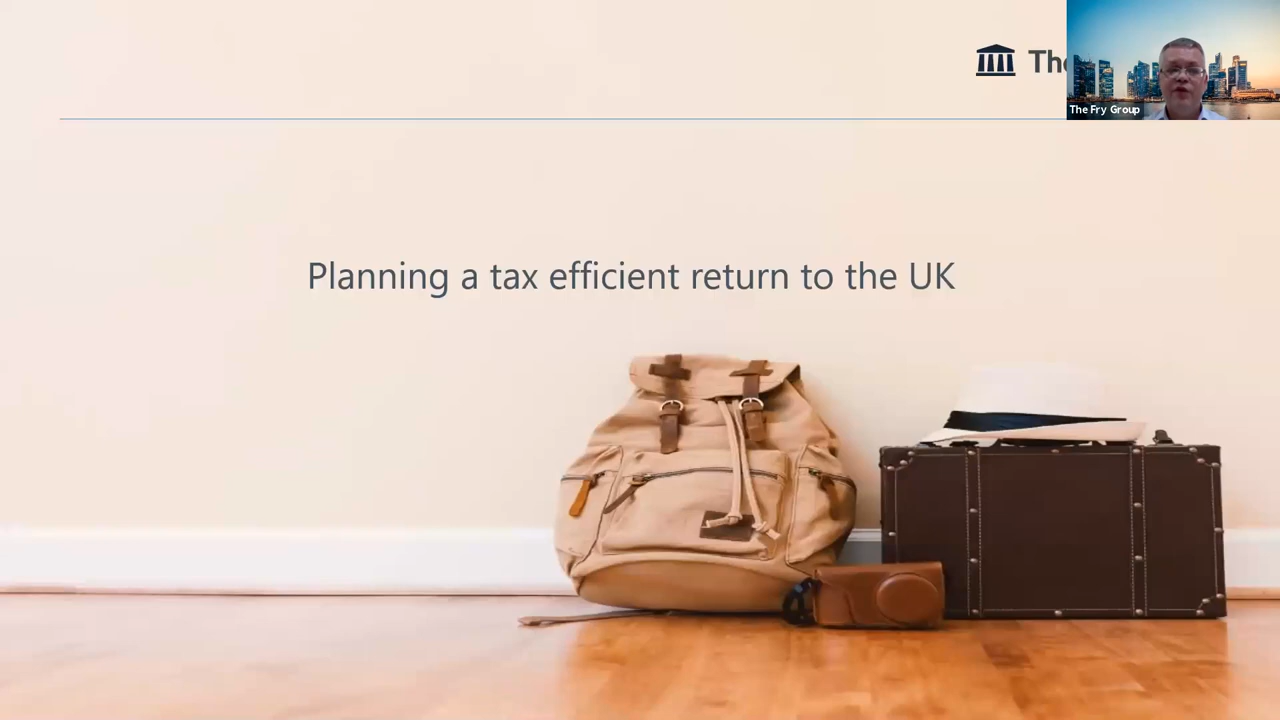 The
The Fry Group
Planning a tax efficient return to the UK